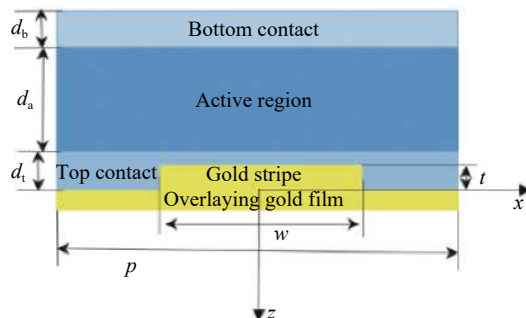 d_b
Bottom contact
d_a
Active region
d_t
Top contact
Gold stripe
t
Overlaying gold film
x
w
p
z